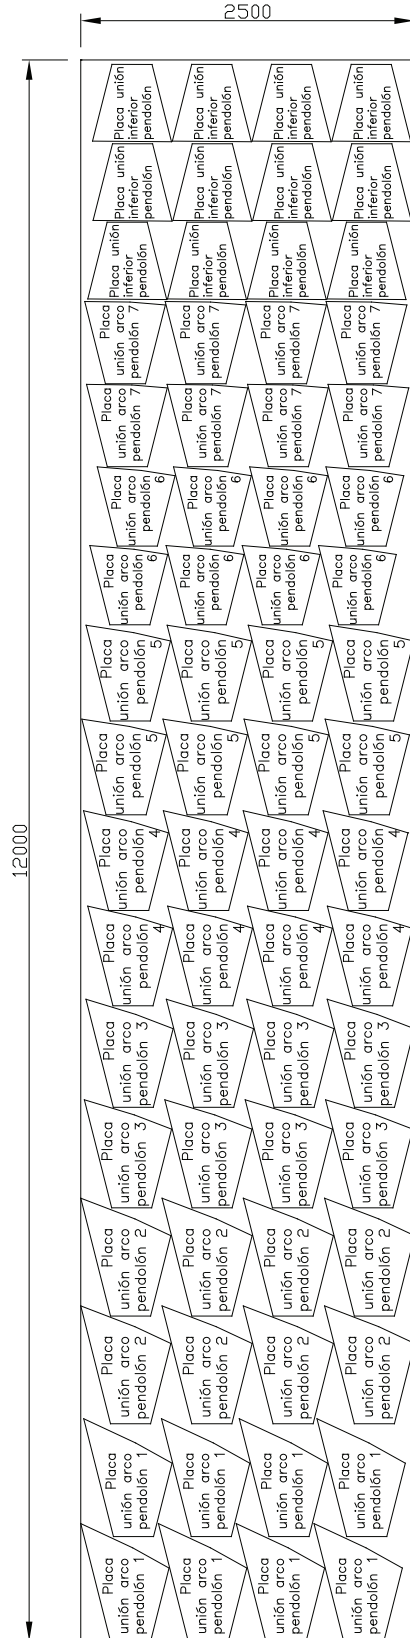 2500
12000
Placa unión
inferior
pendolón
Placa unión
inferior
pendolón
Placa unión
inferior
pendolón
Placa unión
inferior
pendolón
Placa unión
inferior
pendolón
Placa unión
inferior
pendolón
Placa unión
inferior
pendolón
Placa unión
inferior
pendolón
Placa unión
inferior
pendolón
Placa unión
inferior
pendolón
Placa unión
inferior
pendolón
Placa unión
inferior
pendolón
Placa
unión arco
pendolón 7
Placa
unión arco
pendolón 7
Placa
unión arco
pendolón 7
Placa
unión arco
pendolón 7
Placa
unión arco
pendolón 7
Placa
unión arco
pendolón 7
Placa
unión arco
pendolón 7
Placa
unión arco
pendolón 7
Placa
unión arco
pendolón 6
Placa
unión arco
pendolón 6
Placa
unión arco
pendolón 6
Placa
unión arco
pendolón 6
Placa
unión arco
pendolón 6
Placa
unión arco
pendolón 6
Placa
unión arco
pendolón 6
Placa
unión arco
pendolón 6
Placa
unión arco
pendolón 5
Placa
unión arco
pendolón 5
Placa
unión arco
pendolón 5
Placa
unión arco
pendolón 5
Placa
unión arco
pendolón 5
Placa
unión arco
pendolón 5
Placa
unión arco
pendolón 5
Placa
unión arco
pendolón 5
Placa
unión arco
pendolón 4
Placa
unión arco
pendolón 4
Placa
unión arco
pendolón 4
Placa
unión arco
pendolón 4
Placa
unión arco
pendolón 4
Placa
unión arco
pendolón 4
Placa
unión arco
pendolón 4
Placa
unión arco
pendolón 4
Placa
unión arco
pendolón 3
Placa
unión arco
pendolón 3
Placa
unión arco
pendolón 3
Placa
unión arco
pendolón 3
Placa
unión arco
pendolón 3
Placa
unión arco
pendolón 3
Placa
unión arco
pendolón 3
Placa
unión arco
pendolón 3
Placa
unión arco
pendolón 2
Placa
unión arco
pendolón 2
Placa
unión arco
pendolón 2
Placa
unión arco
pendolón 2
Placa
unión arco
pendolón 2
Placa
unión arco
pendolón 2
Placa
unión arco
pendolón 2
Placa
unión arco
pendolón 2
Placa
unión arco
pendolón 1
Placa
unión arco
pendolón 1
Placa
unión arco
pendolón 1
Placa
unión arco
pendolón 1
Placa
unión arco
pendolón 1
Placa
unión arco
pendolón 1
Placa
unión arco
pendolón 1
Placa
unión arco
pendolón 1